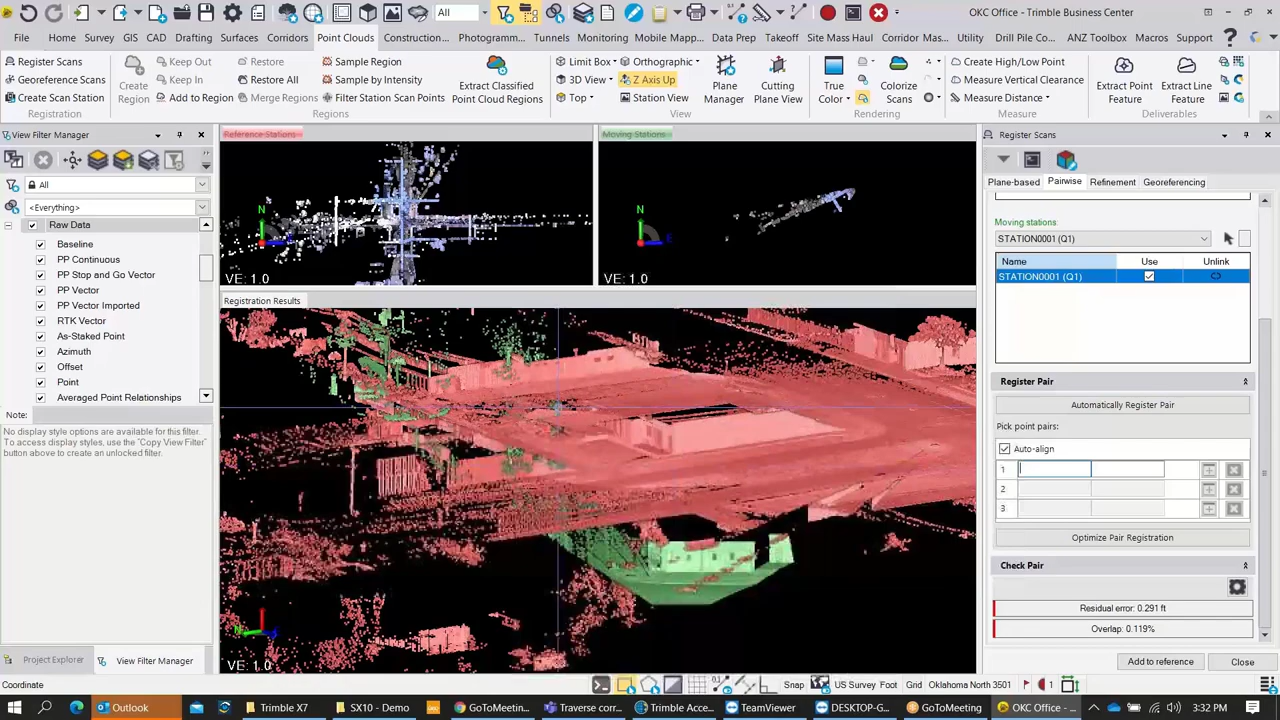 All
OKC Office - Trimble Business Center
File Home Survey GIS CAD Drafting Surfaces Corridors Point Clouds Construction... Photogramm... Tunnels Monitoring Mobile Mapp... Data Prep Takeoff Site Mass Haul Corridor Mas... Utility Drill Pile Co... ANZ Toolbox Macros Support
Register Scans
Georeference Scans
Create Scan Station
Registration
Create Region
Keep Out
Keep In
Add to Region
Restore
Restore All
Merge Regions
Sample Region
Sample by Intensity
Filter Station Scan Points
Regions
Extract Classified Point Cloud Regions
Limit Box
3D View
Top
Orthographic
Z Axis Up
Station View
View
Plane Manager
Cutting Plane View
True Color
Colorize Scans
Rendering
Create High/Low Point
Measure Vertical Clearance
Measure Distance
Measure
Extract Point Feature
Extract Line Feature
Deliverables
View Filter Manager
All
<Everything>
Raw Data
Baseline
PP Continuous
PP Stop and Go Vector
PP Vector
PP Vector Imported
RTK Vector
As-Staked Point
Azimuth
Offset
Point
Averaged Point Relationships
Note:
No display style options are available for this filter.
To access display styles, use the "Copy View Filter"
button above to create an unlocked filter.
Project Explorer View Filter Manager
Reference Stations
N
E
VE: 1.0
Moving Stations
N
E
VE: 1.0
Registration Results
N
VE: 1.0
Register Scans
Plane-based Pairwise Refinement Georeferencing
Moving stations:
STATION0001 (Q1)
Name Use Unlink
STATION0001 (Q1)
Register Pair
Automatically Register Pair
Pick point pairs:
Auto-align
1
2
3
Optimize Pair Registration
Check Pair
Residual error: 0.291 ft
Overlap: 0.119%
Add to reference Close
Coordinate
Snap US Survey Foot Grid Oklahoma North 3501 1
Outlook Trimble X7 SX10 - Demo GoToMeetin... Traverse corr... Trimble Acce... TeamViewer DESKTOP-G... GoToMeeting OKC Office - ... 3:32 PM